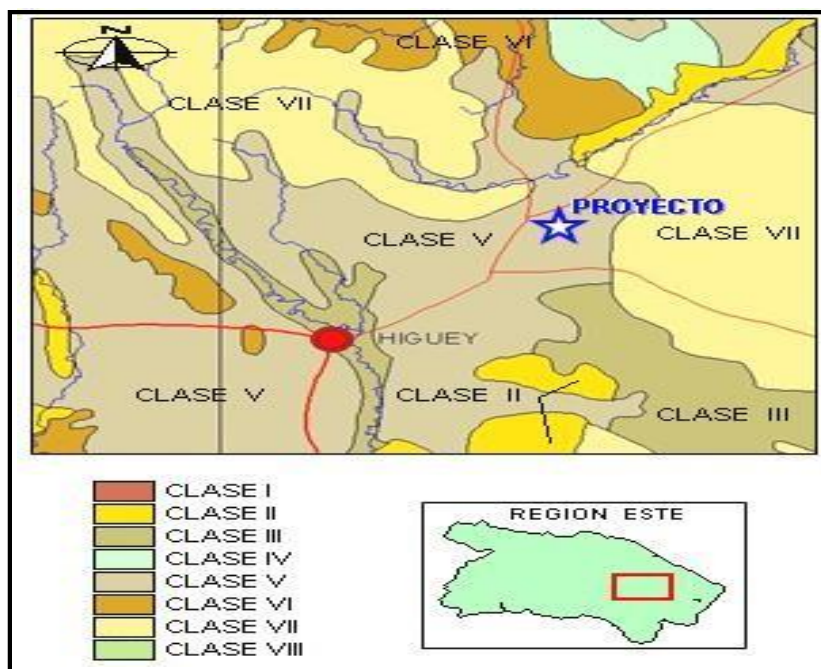 N
CLASE VI
CLASE VII
PROYECTO
CLASE V
CLASE VII
HIGUEY
CLASE V
CLASE II
CLASE III
CLASE I
CLASE II
CLASE III
CLASE IV
CLASE V
CLASE VI
CLASE VII
CLASE VIII
REGION ESTE